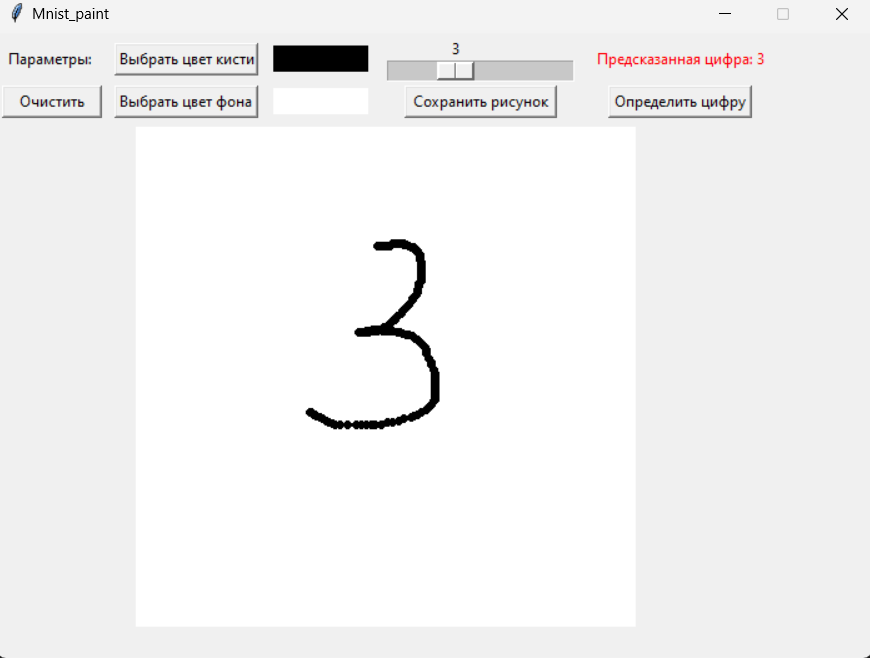 Mnist_paint
Параметры: Выбрать цвет кисти 3 Предсказанная цифра: 3
Очистить Выбрать цвет фона Сохранить рисунок Определить цифру
3